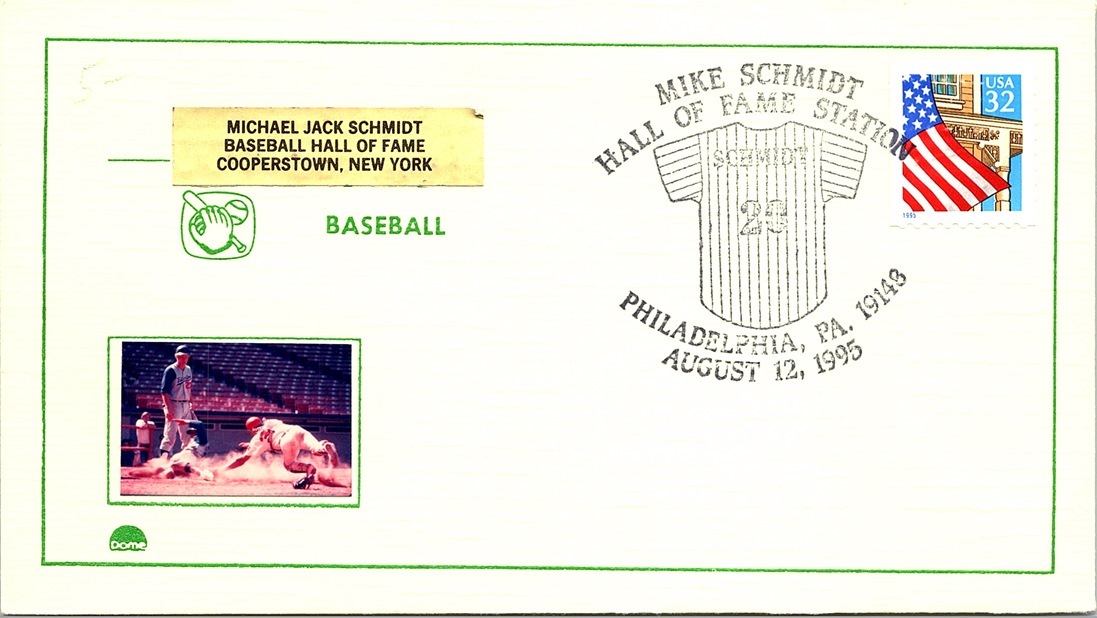 MICHAEL JACK SCHMIDT
BASEBALL HALL OF FAME
COOPERSTOWN, NEW YORK
BASEBALL
Dome
MIKE SCHMIDT
HALL OF FAME STATION
SCHMIDT
20
PHILADELPHIA, PA. 19148
AUGUST 12, 1995
USA
32
1995